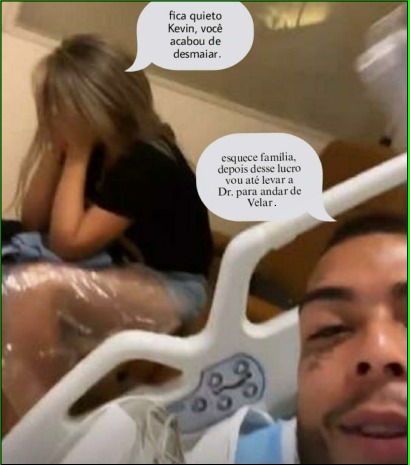 fica quieto
Kevin, você
acabou de
desmaiar.
esquece família,
depois desse lucro
vou até levar a
Dr. para andar de
Velar.